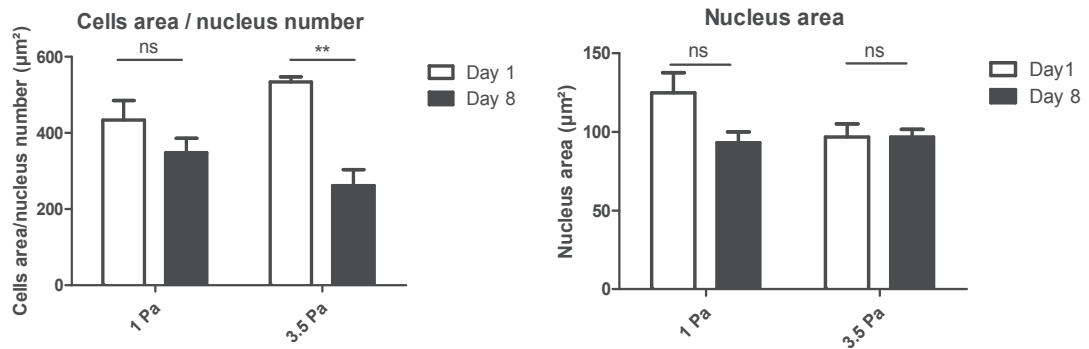 Cells area / nucleus number
Cells area/nucleus number (µm²)
600
400
200
0
ns
**
Day 1
Day 8
1 Pa
3.5 Pa
Nucleus area
Nucleus area (µm²)
150
100
50
0
ns
ns
Day1
Day 8
1 Pa
3.5 Pa